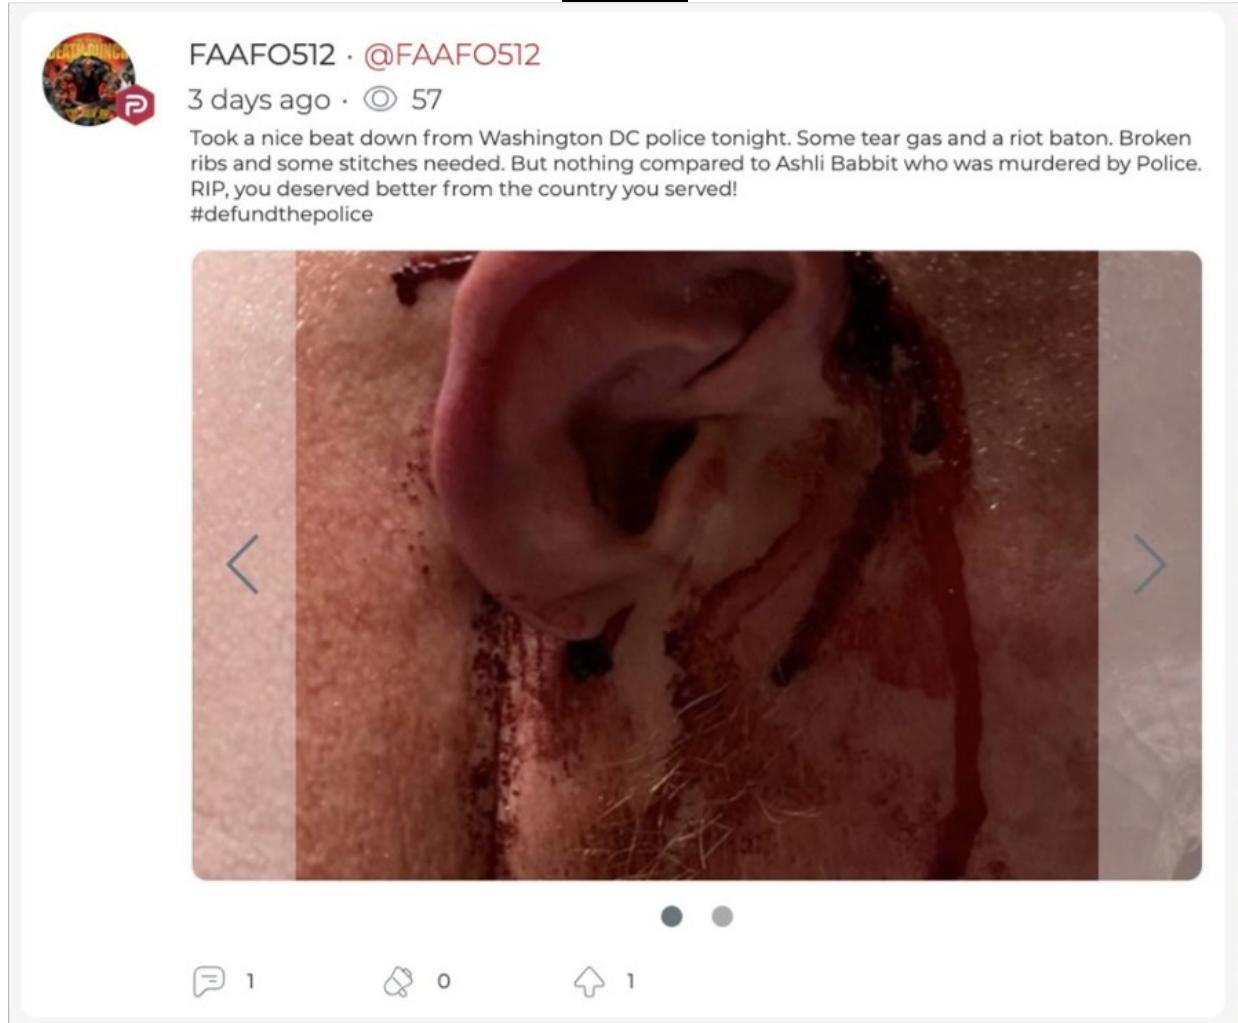 FAAFO512 · @FAAFO512
3 days ago · 57
Took a nice beat down from Washington DC police tonight. Some tear gas and a riot baton. Broken
ribs and some stitches needed. But nothing compared to Ashli Babbit who was murdered by Police.
RIP, you deserved better from the country you served!
#defundthepolice
1 0 1